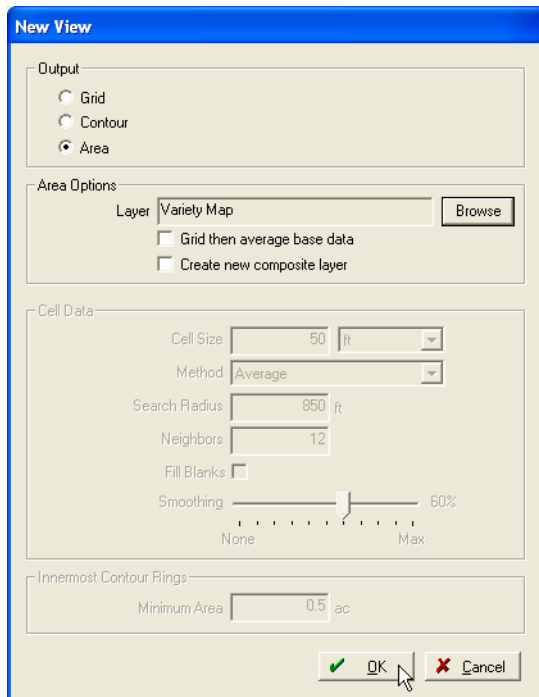 New View
Output
Grid
Contour
Area
Area Options
Layer Variety Map Browse
Grid then average base data
Create new composite layer
Cell Data
Cell Size 50 ft
Method Average
Search Radius 850 ft
Neighbors 12
Fill Blanks
Smoothing 60%
None Max
Innermost Contour Rings
Minimum Area 0.5 ac
OK Cancel